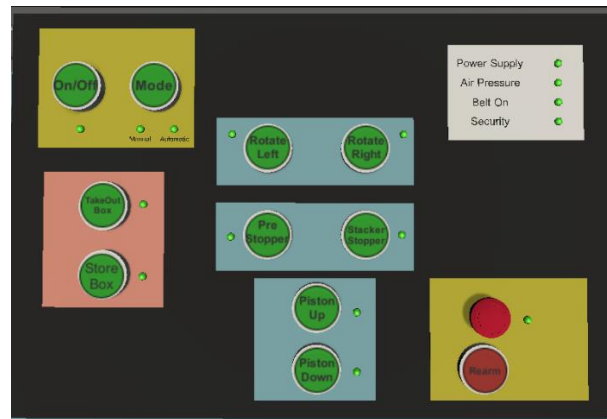 On/Off
Mode
Manual
Automatic
Power Supply
Air Pressure
Belt On
Security
Rotate
Left
Rotate
Right
TakeOut
Box
Store
Box
Pre
Stopper
Stacker
Stopper
Piston
Up
Piston
Down
Rearm